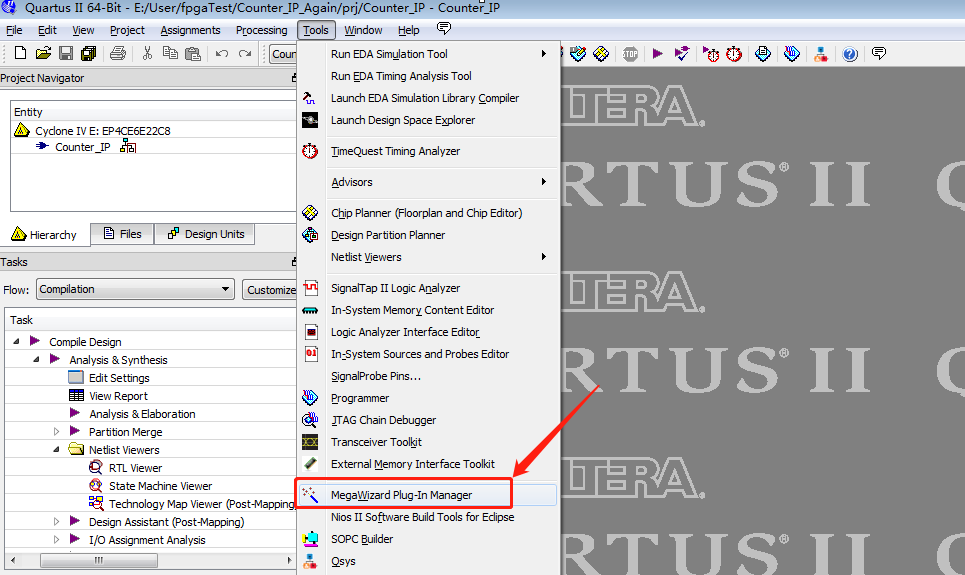 Quartus II 64-Bit - E:/User/fpgaTest/Counter_IP_Again/prj/Counter_IP - Counter_IP
File Edit View Project Assignments Processing Tools Window Help
Coun
Project Navigator
Entity
Cyclone IV E: EP4CE6E22C8
Counter_IP
Hierarchy Files Design Units
Tasks
Flow: Compilation Customize
Task
Compile Design
Analysis & Synthesis
Edit Settings
View Report
Analysis & Elaboration
Partition Merge
Netlist Viewers
RTL Viewer
State Machine Viewer
Technology Map Viewer (Post-Mapping)
Design Assistant (Post-Mapping)
I/O Assignment Analysis
Run EDA Simulation Tool
Run EDA Timing Analysis Tool
Launch EDA Simulation Library Compiler
Launch Design Space Explorer
TimeQuest Timing Analyzer
Advisors
Chip Planner (Floorplan and Chip Editor)
Design Partition Planner
Netlist Viewers
SignalTap II Logic Analyzer
In-System Memory Content Editor
Logic Analyzer Interface Editor
In-System Sources and Probes Editor
SignalProbe Pins...
Programmer
JTAG Chain Debugger
Transceiver Toolkit
External Memory Interface Toolkit
MegaWizard Plug-In Manager
Nios II Software Build Tools for Eclipse
SOPC Builder
Qsys
STOP
LTERA.
RTUS® II Q
LTERA.
RTUS® II Q
LTERA.
RTUS® II Q